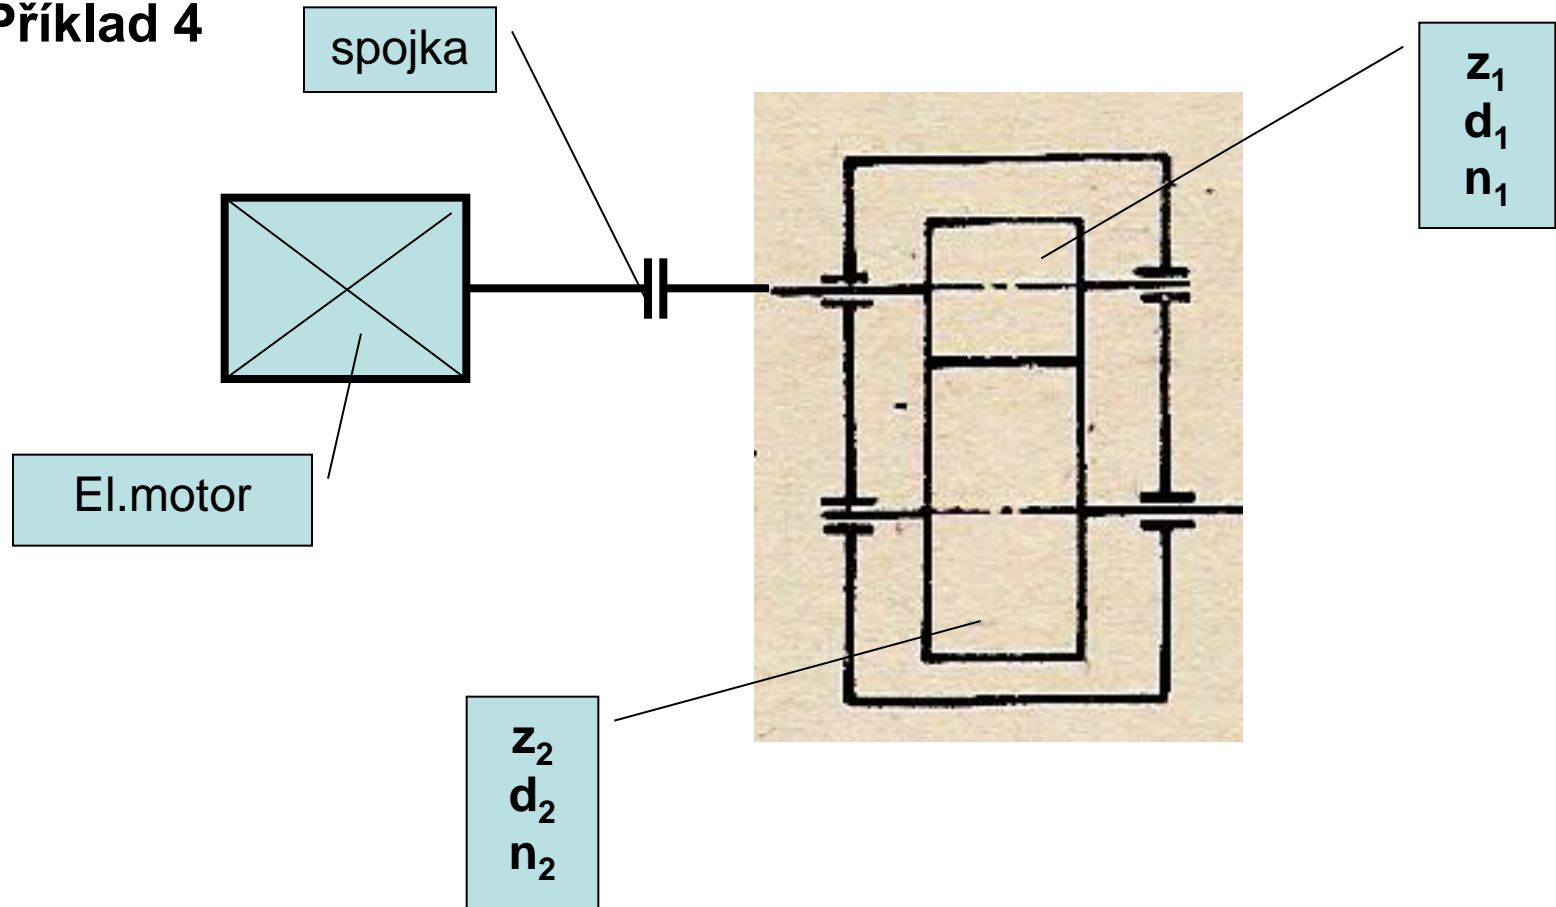 Příklad 4
spojka
z₁
d₁
n₁
El.motor
z₂
d₂
n₂